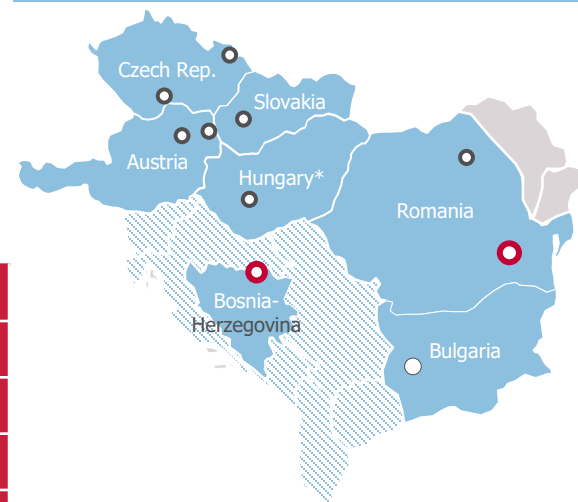 Czech Rep.
Slovakia
Austria
Hungary*
Romania
Bosnia-
Herzegovina
Bulgaria